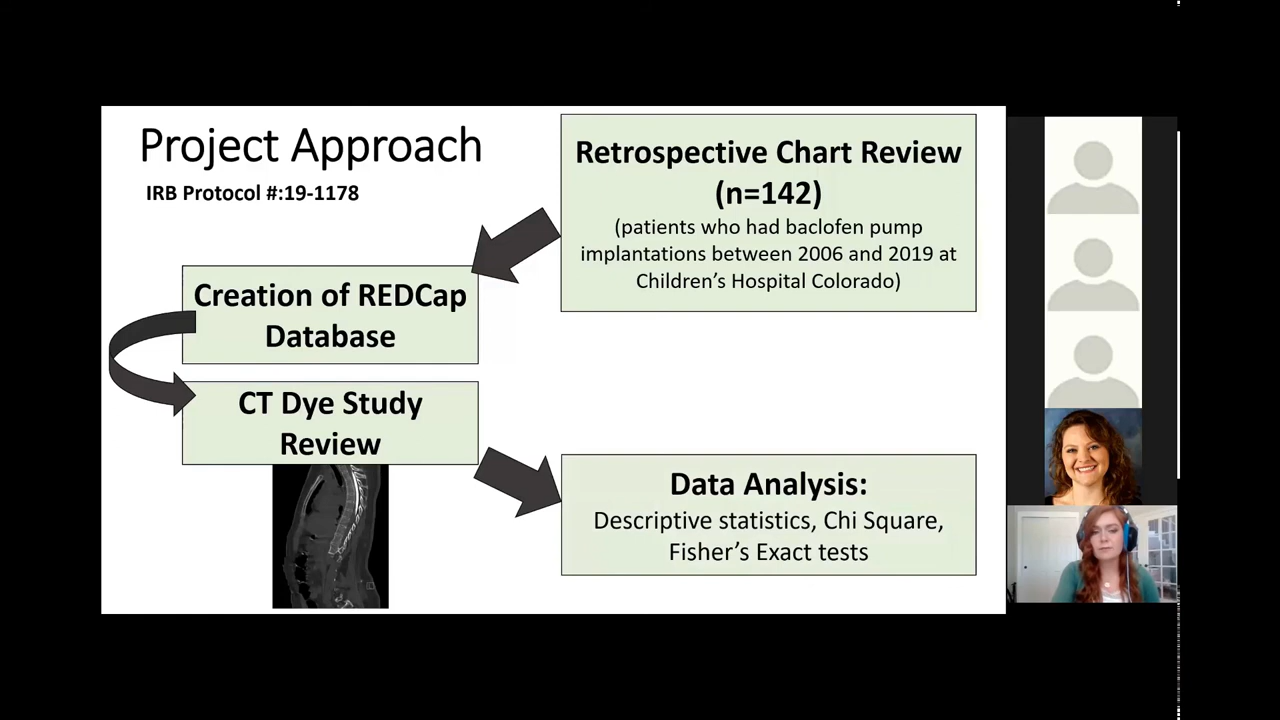 Project Approach
IRB Protocol #:19-1178
Retrospective Chart Review
(n=142)
(patients who had baclofen pump
implantations between 2006 and 2019 at
Children’s Hospital Colorado)
Creation of REDCap
Database
CT Dye Study
Review
Data Analysis:
Descriptive statistics, Chi Square,
Fisher’s Exact tests